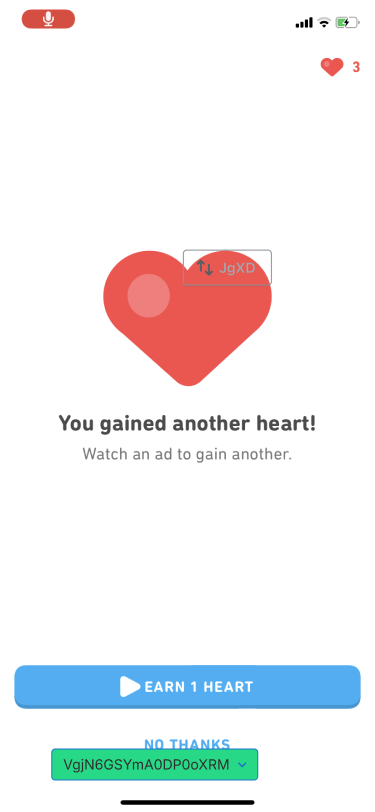 3
JgXD
You gained another heart!
Watch an ad to gain another.
EARN 1 HEART
NO THANKS
VgjN6GSYmA0DP0oXRM